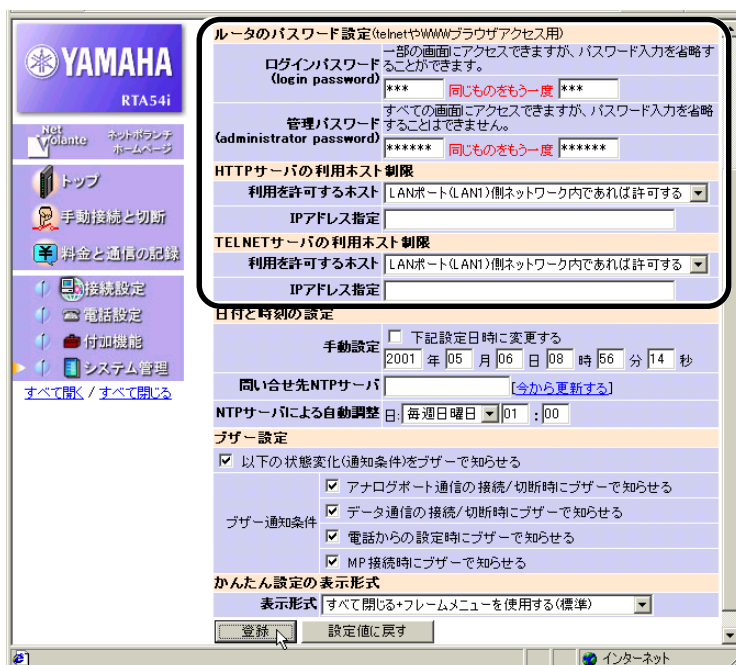 YAMAHA
RTA54i
Net
Volante
ネットボランチ
ホームページ
トップ
手動接続と切断
料金と通信の記録
接続設定
電話設定
付加機能
システム管理
すべて開く / すべて閉じる
ルータのパスワード設定(telnetやWWWブラウザアクセス用)
ログインパスワード
(login password)
一部の画面にアクセスできますが、パスワード入力を省略す
ることができます。
*** 同じものをもう一度 ***
管理パスワード
(administrator password)
すべての画面にアクセスできますが、パスワード入力を省略
することはできません。
****** 同じものをもう一度 ******
HTTPサーバの利用ホスト制限
利用を許可するホスト LANポート(LAN1)側ネットワーク内であれば許可する
IPアドレス指定
TELNETサーバの利用ホスト制限
利用を許可するホスト LANポート(LAN1)側ネットワーク内であれば許可する
IPアドレス指定
日付と時刻の設定
手動設定 下記設定日時に変更する
2001 年 05 月 06 日 08 時 56 分 14 秒
問い合せ先NTPサーバ [今から更新する]
NTPサーバによる自動調整 日: 毎週日曜日 01 : 00
ブザー設定
以下の状態変化(通知条件)をブザーで知らせる
ブザー通知条件
アナログポート通信の接続/切断時にブザーで知らせる
データ通信の接続/切断時にブザーで知らせる
電話からの設定時にブザーで知らせる
MP接続時にブザーで知らせる
かんたん設定の表示形式
表示形式 すべて閉じる+フレームメニューを使用する(標準)
登録 設定値に戻す
インターネット